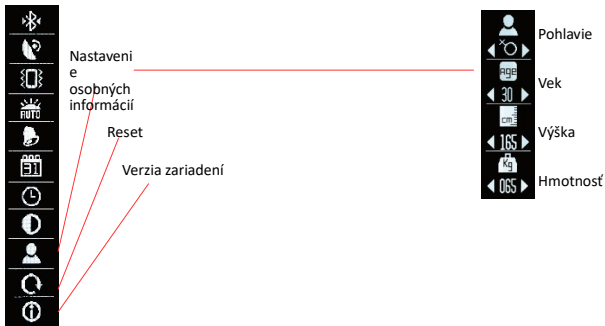 Nastaveni
e
osobných
informácií
Reset
Verzia zariadení
AUTO
31
Pohlavie
Age
30
Vek
cm
165
Výška
Kg
065
Hmotnosť